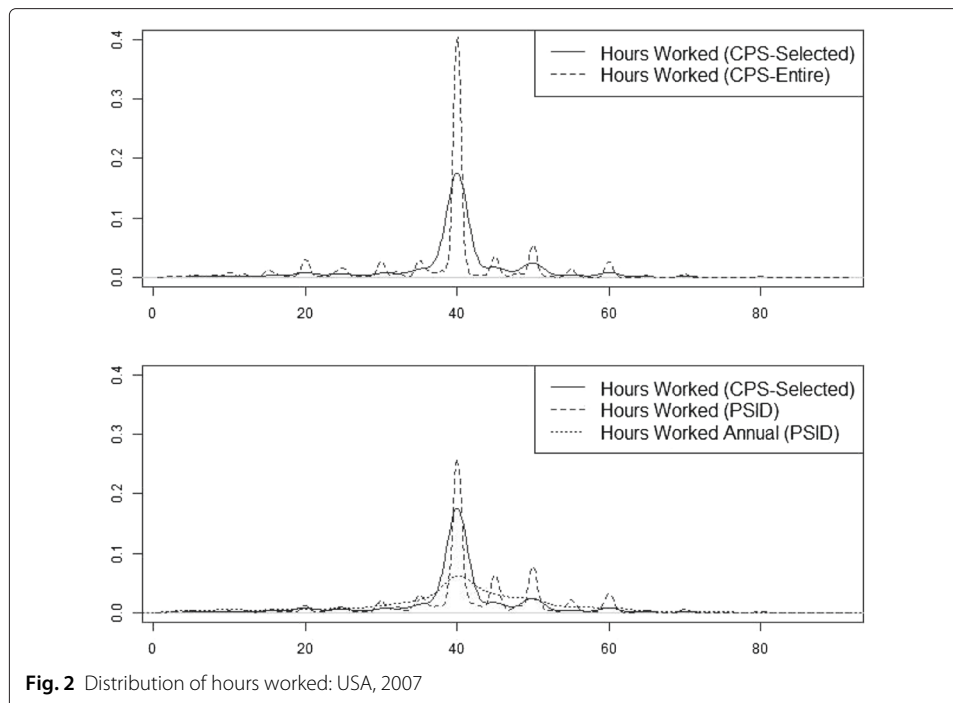 0.4
0.3
0.2
0.1
0.0
Hours Worked (CPS-Selected)
Hours Worked (CPS-Entire)
0 20 40 60 80
0.4
0.3
0.2
0.1
0.0
Hours Worked (CPS-Selected)
Hours Worked (PSID)
Hours Worked Annual (PSID)
0 20 40 60 80
Fig. 2 Distribution of hours worked: USA, 2007